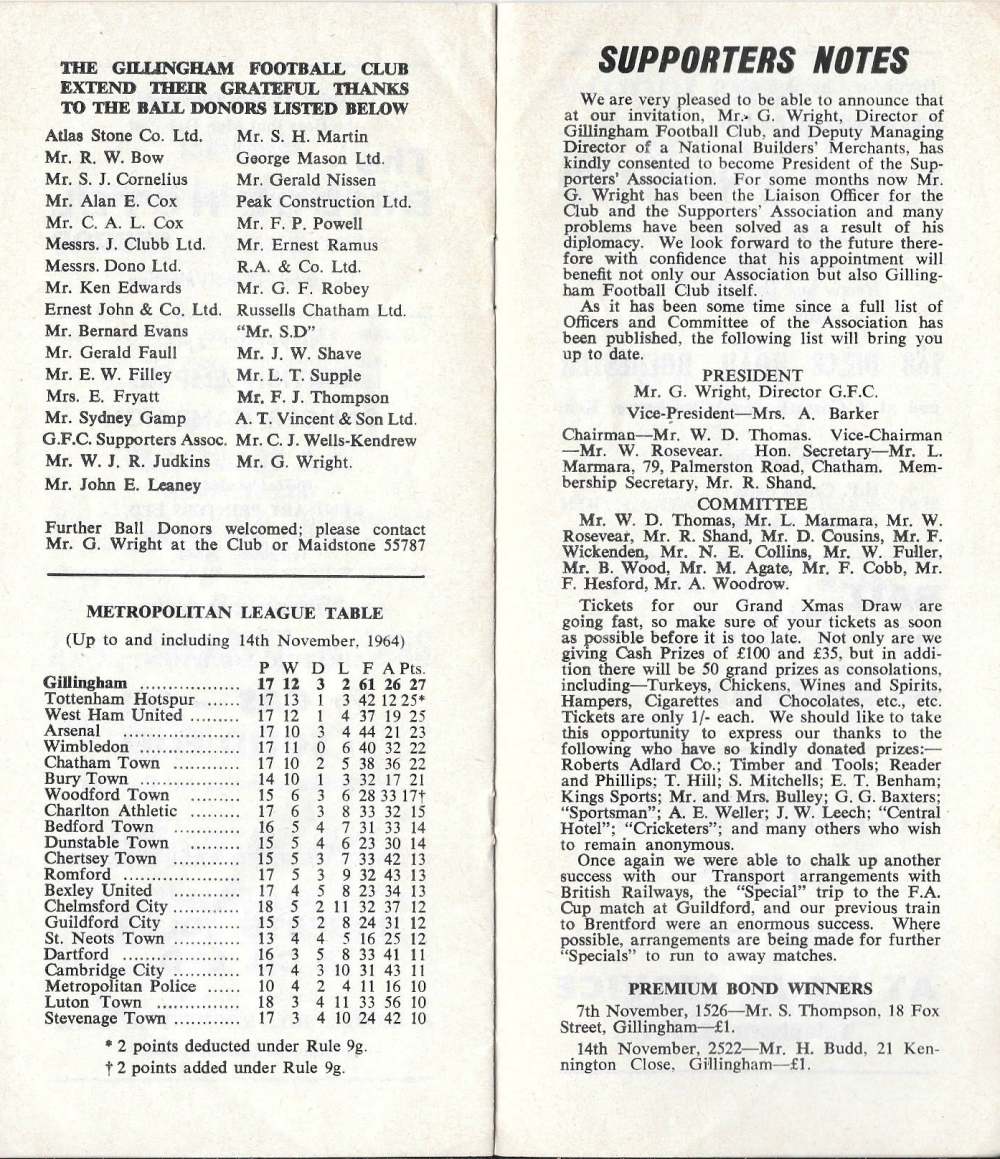 THE GILLINGHAM FOOTBALL CLUB
EXTEND THEIR GRATEFUL THANKS
TO THE BALL DONORS LISTED BELOW
Atlas Stone Co. Ltd. Mr. S. H. Martin
Mr. R. W. Bow George Mason Ltd.
Mr. S. J. Cornelius Mr. Gerald Nissen
Mr. Alan E. Cox Peak Construction Ltd.
Mr. C. A. L. Cox Mr. F. P. Powell
Messrs. J. Clubb Ltd. Mr. Ernest Ramus
Messrs. Dono Ltd. R.A. & Co. Ltd.
Mr. Ken Edwards Mr. G. F. Robey
Ernest John & Co. Ltd. Russells Chatham Ltd.
Mr. Bernard Evans "Mr. S.D"
Mr. Gerald Faull Mr. J. W. Shave
Mr. E. W. Filley Mr. L. T. Supple
Mrs. E. Fryatt Mr. F. J. Thompson
Mr. Sydney Gamp A. T. Vincent & Son Ltd.
G.F.C. Supporters Assoc. Mr. C. J. Wells-Kendrew
Mr. W. J. R. Judkins Mr. G. Wright.
Mr. John E. Leaney
Further Ball Donors welcomed; please contact
Mr. G. Wright at the Club or Maidstone 55787
METROPOLITAN LEAGUE TABLE
(Up to and including 14th November, 1964)
P W D L F A Pts.
Gillingham .................. 17 12 3 2 61 26 27
Tottenham Hotspur ...... 17 13 1 3 42 12 25*
West Ham United ......... 17 12 1 4 37 19 25
Arsenal ..................... 17 10 3 4 44 21 23
Wimbledon .................. 17 11 0 6 40 32 22
Chatham Town ............ 17 10 2 5 38 36 22
Bury Town .................. 14 10 1 3 32 17 21
Woodford Town ......... 15 6 3 6 28 33 17†
Charlton Athletic ......... 17 6 3 8 33 32 15
Bedford Town ............ 16 5 4 7 31 33 14
Dunstable Town ......... 15 5 4 6 23 30 14
Chertsey Town ............ 15 5 3 7 33 42 13
Romford ..................... 17 5 3 9 32 43 13
Bexley United ............ 17 4 5 8 23 34 13
Chelmsford City ............ 18 5 2 11 32 37 12
Guildford City ............ 15 5 2 8 24 31 12
St. Neots Town ............ 13 4 4 5 16 25 12
Dartford ..................... 16 3 5 8 33 41 11
Cambridge City ............ 17 4 3 10 31 43 11
Metropolitan Police ...... 10 4 2 4 11 16 10
Luton Town ............... 18 3 4 11 33 56 10
Stevenage Town ............ 17 3 4 10 24 42 10
* 2 points deducted under Rule 9g.
† 2 points added under Rule 9g.
SUPPORTERS NOTES
We are very pleased to be able to announce that
at our invitation, Mr. G. Wright, Director of
Gillingham Football Club, and Deputy Managing
Director of a National Builders' Merchants, has
kindly consented to become President of the Sup-
porters' Association. For some months now Mr.
G. Wright has been the Liaison Officer for the
Club and the Supporters' Association and many
problems have been solved as a result of his
diplomacy. We look forward to the future there-
fore with confidence that his appointment will
benefit not only our Association but also Gilling-
ham Football Club itself.
As it has been some time since a full list of
Officers and Committee of the Association has
been published, the following list will bring you
up to date.
PRESIDENT
Mr. G. Wright, Director G.F.C.
Vice-President—Mrs. A. Barker
Chairman—Mr. W. D. Thomas. Vice-Chairman
—Mr. W. Rosevear. Hon. Secretary—Mr. L.
Marmara, 79, Palmerston Road, Chatham. Mem-
bership Secretary, Mr. R. Shand.
COMMITTEE
Mr. W. D. Thomas, Mr. L. Marmara, Mr. W.
Rosevear, Mr. R. Shand, Mr. D. Cousins, Mr. F.
Wickenden, Mr. N. E. Collins, Mr. W. Fuller,
Mr. B. Wood, Mr. M. Agate, Mr. F. Cobb, Mr.
F. Hesford, Mr. A. Woodrow.
Tickets for our Grand Xmas Draw are
going fast, so make sure of your tickets as soon
as possible before it is too late. Not only are we
giving Cash Prizes of £100 and £35, but in addi-
tion there will be 50 grand prizes as consolations,
including—Turkeys, Chickens, Wines and Spirits,
Hampers, Cigarettes and Chocolates, etc., etc.
Tickets are only 1/- each. We should like to take
this opportunity to express our thanks to the
following who have so kindly donated prizes:—
Roberts Adlard Co.; Timber and Tools; Reader
and Phillips; T. Hill; S. Mitchells; E. T. Benham;
Kings Sports; Mr. and Mrs. Bulley; G. G. Baxters;
"Sportsman"; A. E. Weller; J. W. Leech; "Central
Hotel"; "Cricketers"; and many others who wish
to remain anonymous.
Once again we were able to chalk up another
success with our Transport arrangements with
British Railways, the "Special" trip to the F.A.
Cup match at Guildford, and our previous train
to Brentford were an enormous success. Where
possible, arrangements are being made for further
"Specials" to run to away matches.
PREMIUM BOND WINNERS
7th November, 1526—Mr. S. Thompson, 18 Fox
Street, Gillingham—£1.
14th November, 2522—Mr. H. Budd, 21 Ken-
nington Close, Gillingham—£1.